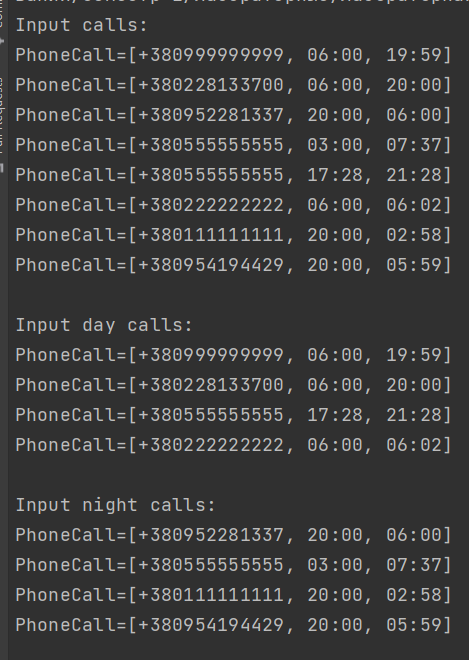 Input calls:
PhoneCall=[+380999999999, 06:00, 19:59]
PhoneCall=[+380228133700, 06:00, 20:00]
PhoneCall=[+380952281337, 20:00, 06:00]
PhoneCall=[+380555555555, 03:00, 07:37]
PhoneCall=[+380555555555, 17:28, 21:28]
PhoneCall=[+380222222222, 06:00, 06:02]
PhoneCall=[+380111111111, 20:00, 02:58]
PhoneCall=[+380954194429, 20:00, 05:59]
Input day calls:
PhoneCall=[+380999999999, 06:00, 19:59]
PhoneCall=[+380228133700, 06:00, 20:00]
PhoneCall=[+380555555555, 17:28, 21:28]
PhoneCall=[+380222222222, 06:00, 06:02]
Input night calls:
PhoneCall=[+380952281337, 20:00, 06:00]
PhoneCall=[+380555555555, 03:00, 07:37]
PhoneCall=[+380111111111, 20:00, 02:58]
PhoneCall=[+380954194429, 20:00, 05:59]